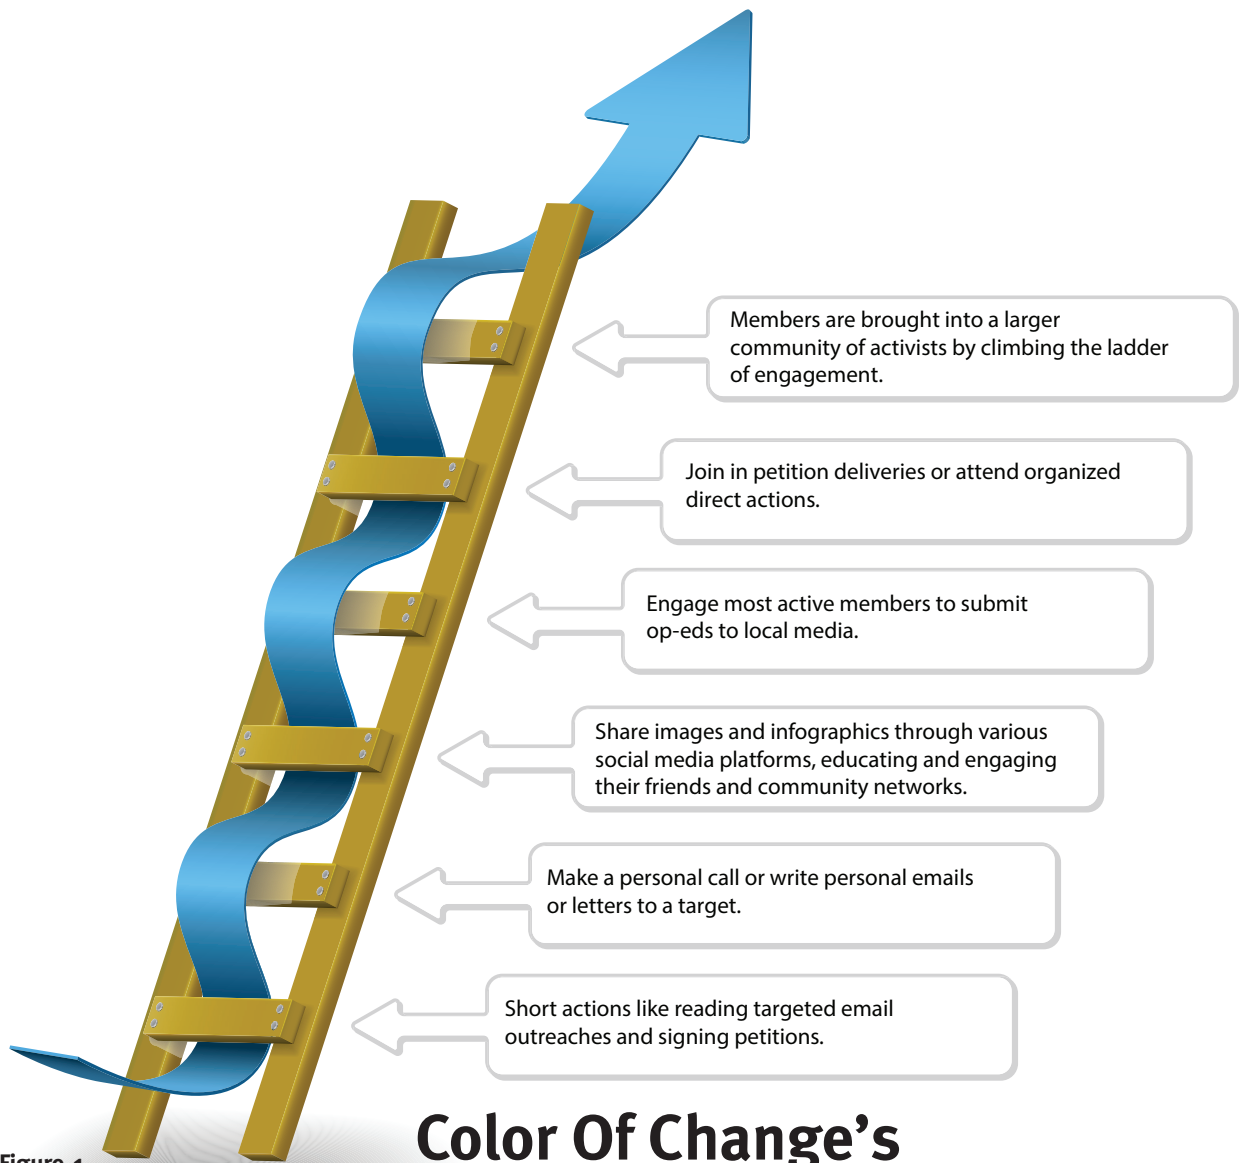 Members are brought into a larger
community of activists by climbing the ladder
of engagement.
Join in petition deliveries or attend organized
direct actions.
Engage most active members to submit
op-eds to local media.
Share images and infographics through various
social media platforms, educating and engaging
their friends and community networks.
Make a personal call or write personal emails
or letters to a target.
Short actions like reading targeted email
outreaches and signing petitions.
Color Of Change’s
Figure 1